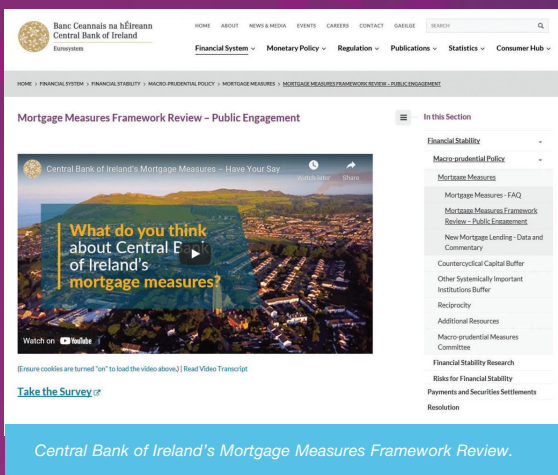 Banc Ceannais na hÉireann
Central Bank of Ireland
Eurosystem
HOME ABOUT NEWS & MEDIA EVENTS CAREERS CONTACT GAEILGE SEARCH
Financial System Monetary Policy Regulation Publications Statistics Consumer Hub
HOME > FINANCIAL SYSTEM > FINANCIAL STABILITY > MACRO-PRUDENTIAL POLICY > MORTGAGE MEASURES > MORTGAGE MEASURES FRAMEWORK REVIEW – PUBLIC ENGAGEMENT
Mortgage Measures Framework Review – Public Engagement
Central Bank of Ireland's Mortgage Measures – Have Your Say
Watch later Share
What do you think
about Central Bank
of Ireland's
mortgage measures?
Watch on YouTube
(Ensure cookies are turned "on" to load the video above.) | Read Video Transcript
Take the Survey
In this Section
Financial Stability -
Macro-prudential Policy -
Mortgage Measures
Mortgage Measures - FAQ
Mortgage Measures Framework
Review – Public Engagement
New Mortgage Lending - Data and
Commentary
Countercyclical Capital Buffer
Other Systemically Important
Institutions Buffer
Reciprocity
Additional Resources
Macro-prudential Measures
Committee
Financial Stability Research
Risks for Financial Stability
Payments and Securities Settlements
Resolution
Central Bank of Ireland's Mortgage Measures Framework Review.